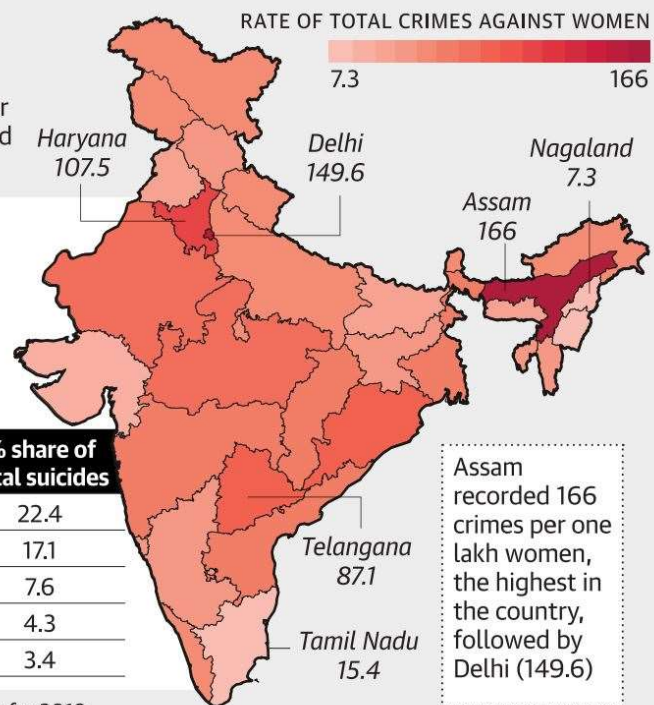 RATE OF TOTAL CRIMES AGAINST WOMEN
7.3
166
r
d
Haryana
107.5
Delhi
149.6
Nagaland
7.3
Assam
166
% share of
al suicides
22.4
17.1
7.6
4.3
3.4
Telangana
87.1
Tamil Nadu
15.4
Assam
recorded 166
crimes per one
lakh women,
the highest in
the country,
followed by
Delhi (149.6)